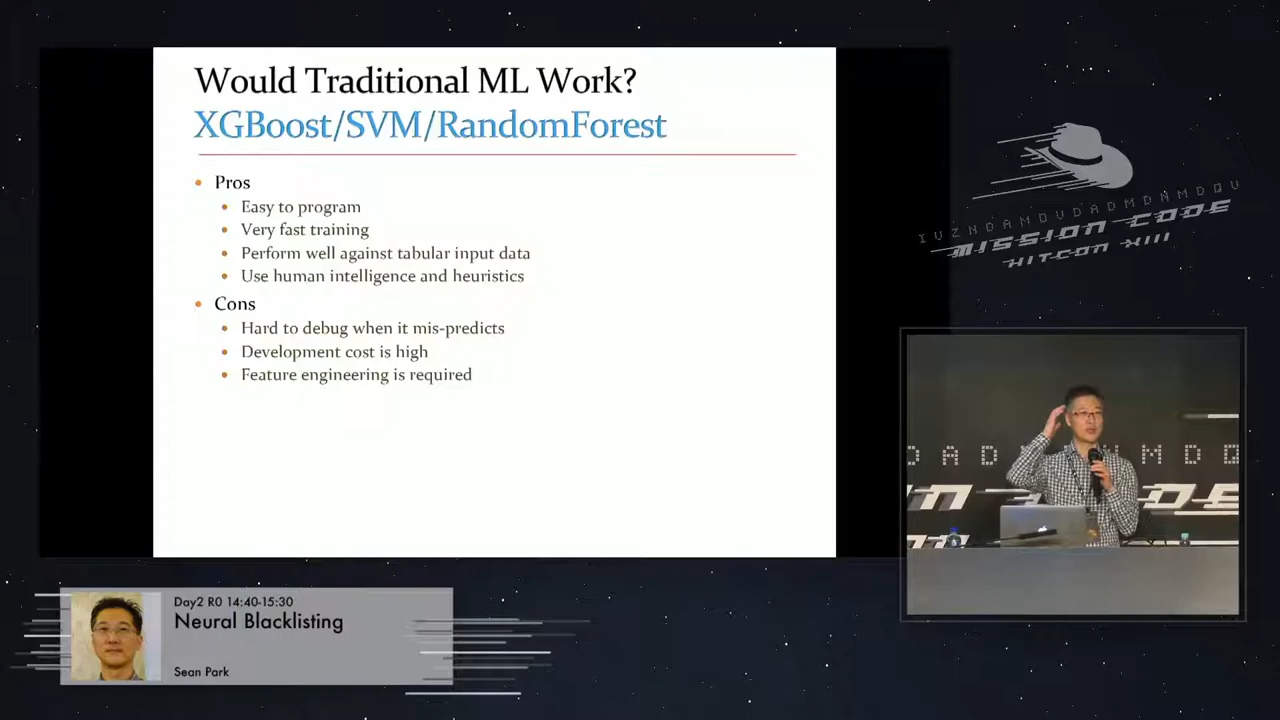 Would Traditional ML Work?
XGBoost/SVM/RandomForest
Pros
Easy to program
Very fast training
Perform well against tabular input data
Use human intelligence and heuristics
Cons
Hard to debug when it mis-predicts
Development cost is high
Feature engineering is required
MISSION CODE
HITCON XIII
Day2 R0 14:40-15:30
Neural Blacklisting
Sean Park